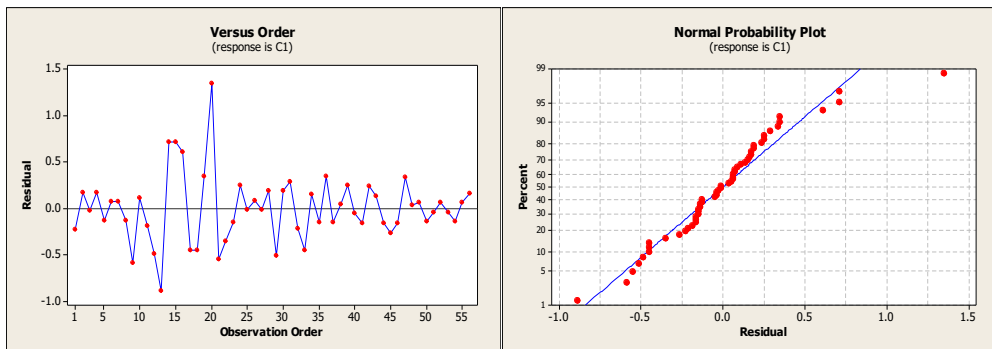 Versus Order
(response is C1)
1.5
1.0
0.5
0.0
-0.5
-1.0
Residual
1 5 10 15 20 25 30 35 40 45 50 55
Observation Order
Normal Probability Plot
(response is C1)
99
95
90
80
70
60
50
40
30
20
10
5
1
Percent
-1.0 -0.5 0.0 0.5 1.0 1.5
Residual